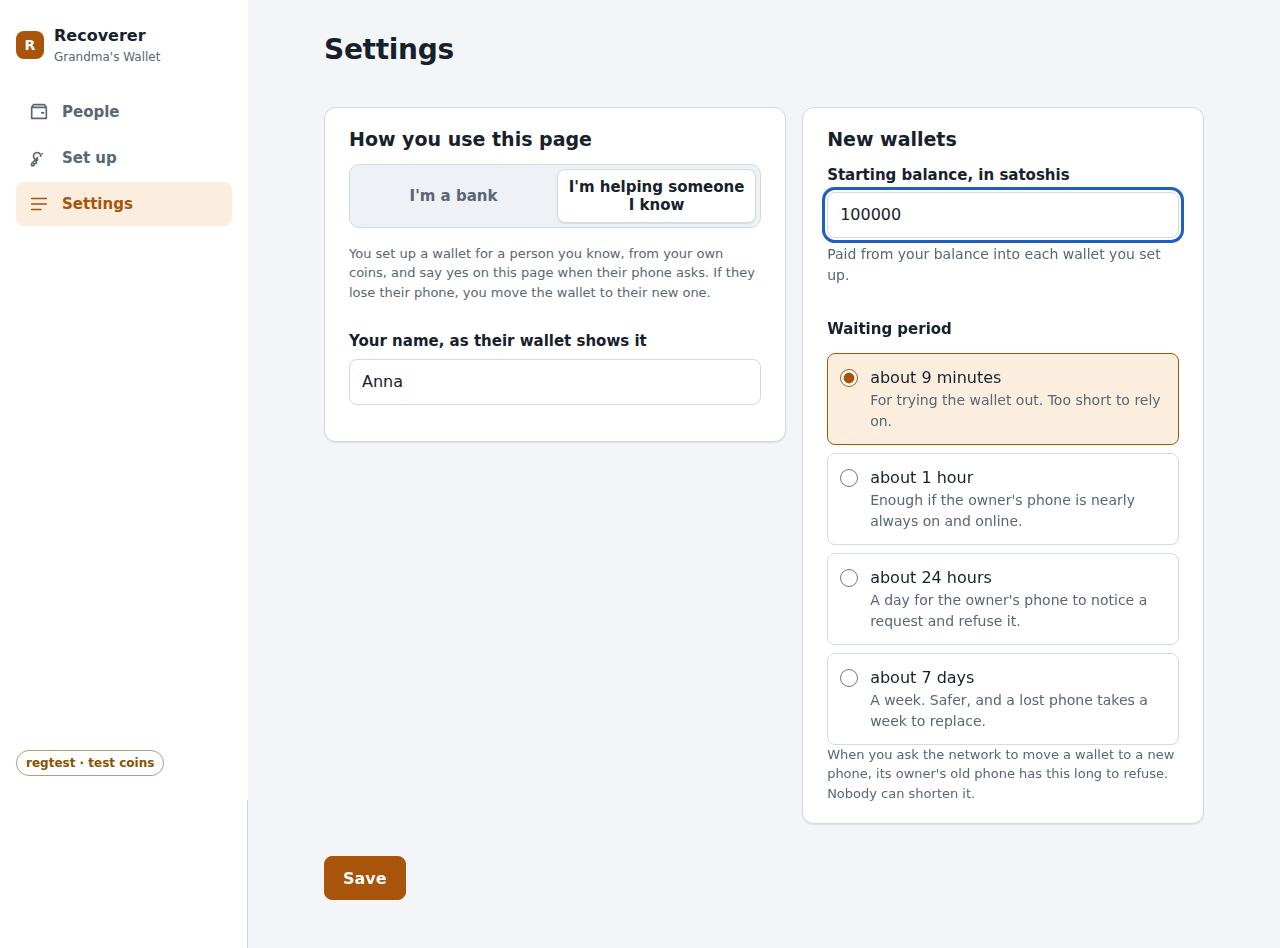 R
Recoverer
Grandma's Wallet
People
Set up
Settings
regtest · test coins
Settings
How you use this page
I'm a bank
I'm helping someone
I know
You set up a wallet for a person you know, from your own
coins, and say yes on this page when their phone asks. If they
lose their phone, you move the wallet to their new one.
Your name, as their wallet shows it
Anna
New wallets
Starting balance, in satoshis
100000
Paid from your balance into each wallet you set
up.
Waiting period
about 9 minutes
For trying the wallet out. Too short to rely
on.
about 1 hour
Enough if the owner's phone is nearly
always on and online.
about 24 hours
A day for the owner's phone to notice a
request and refuse it.
about 7 days
A week. Safer, and a lost phone takes a
week to replace.
When you ask the network to move a wallet to a new
phone, its owner's old phone has this long to refuse.
Nobody can shorten it.
Save